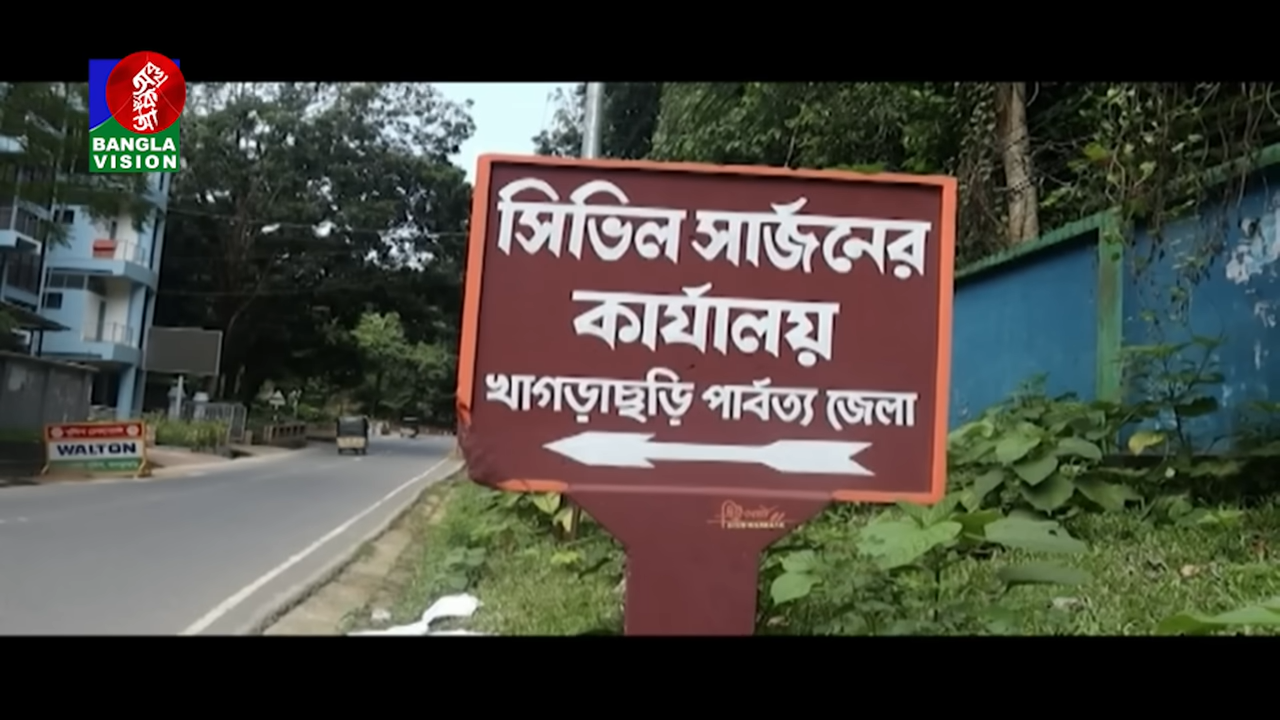 BANGLA
VISION
সিভিল সার্জনের
কার্যালয়
খাগড়াছড়ি পার্বত্য জেলা
WALTON